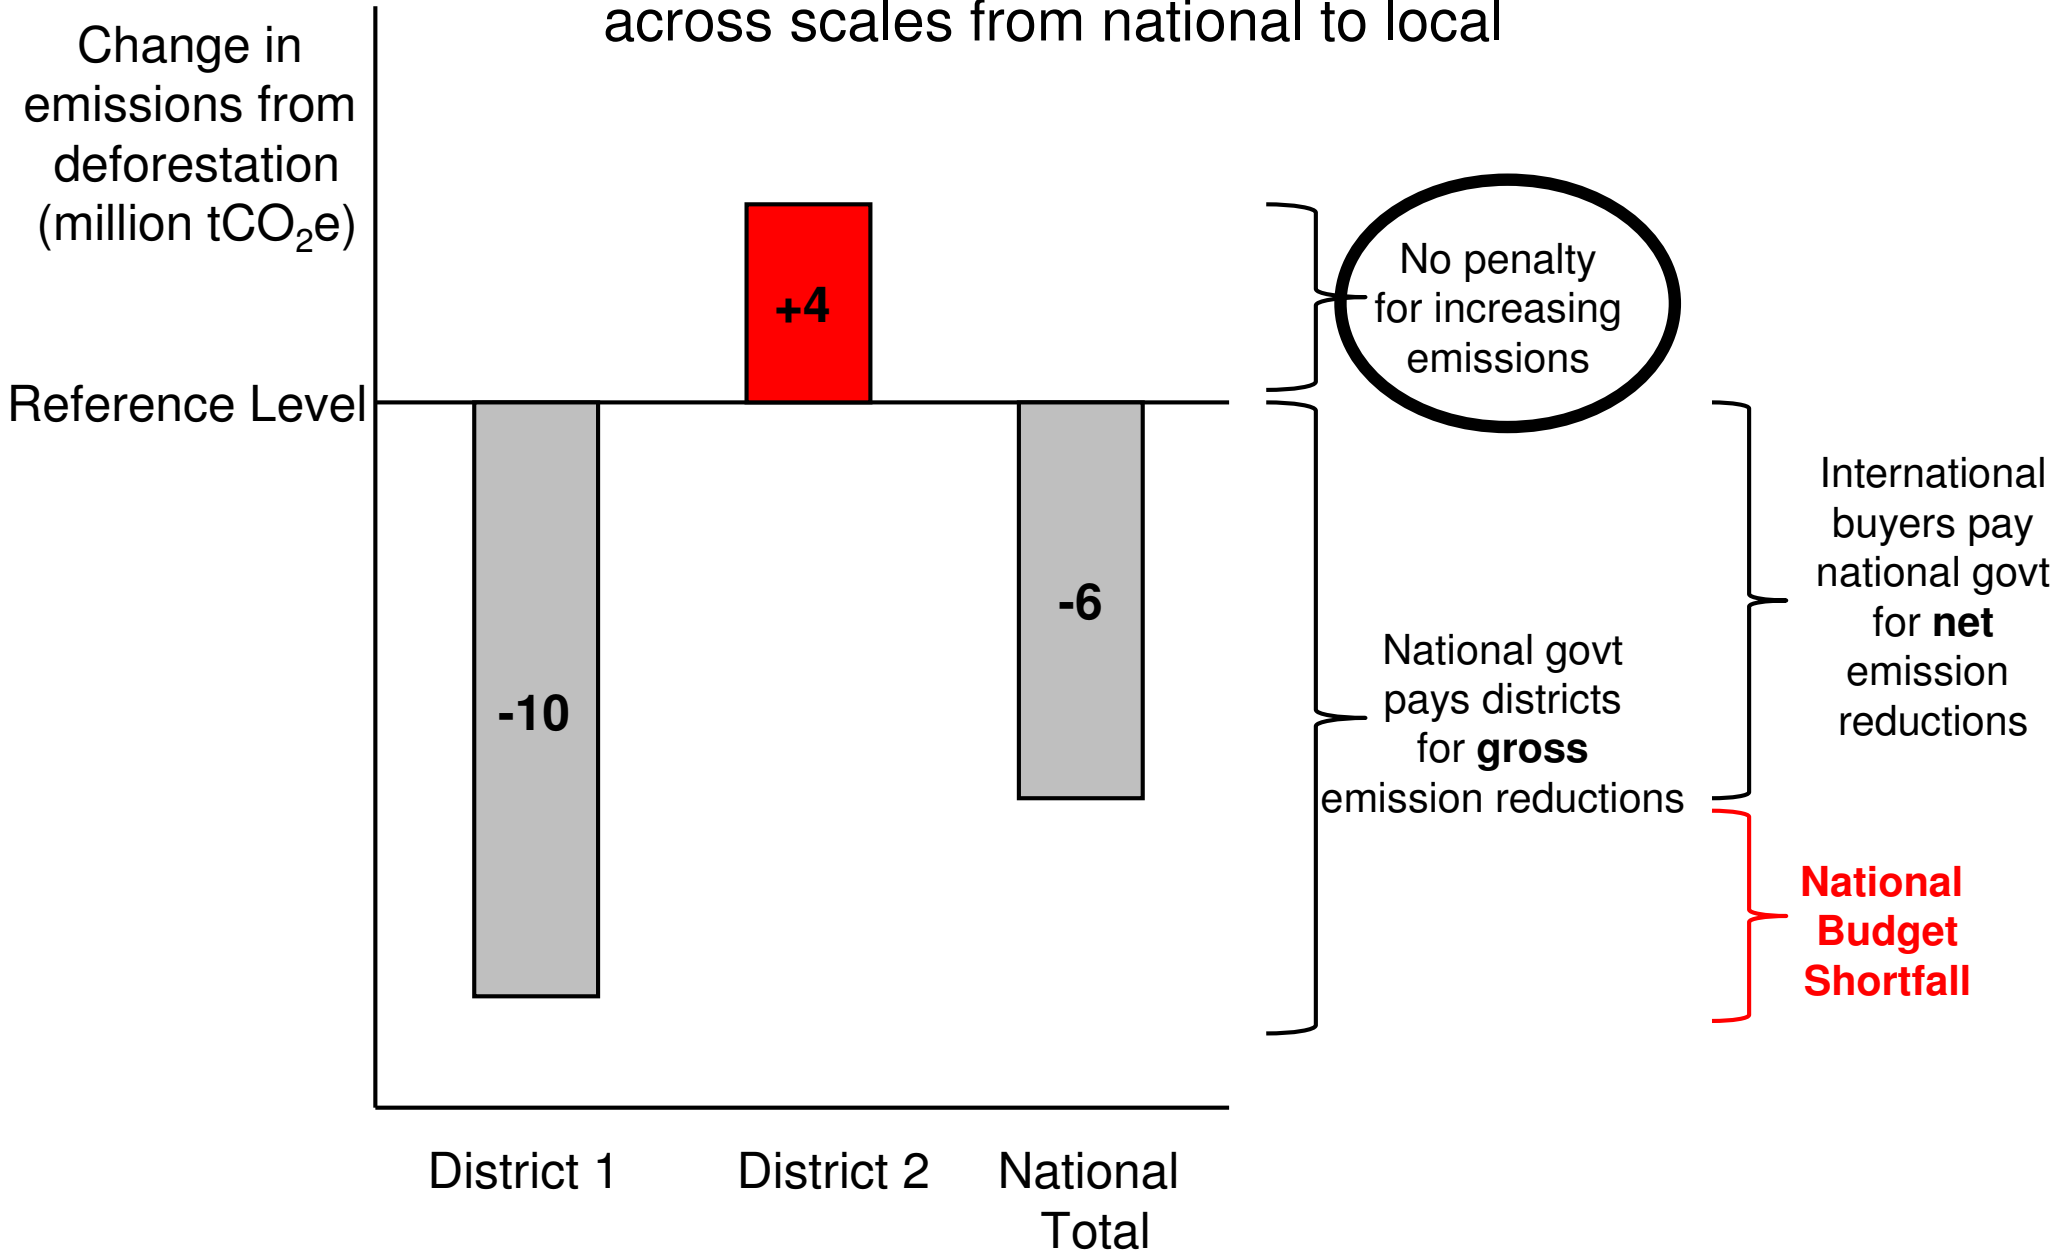 across scales from national to local
Change in
emissions from
deforestation
(million tCO₂e)
+4
No penalty
for increasing
emissions
Reference Level
-10
-6
National govt
pays districts
for gross
emission reductions
International
buyers pay
national govt
for net
emission
reductions
National
Budget
Shortfall
District 1
District 2
National
Total